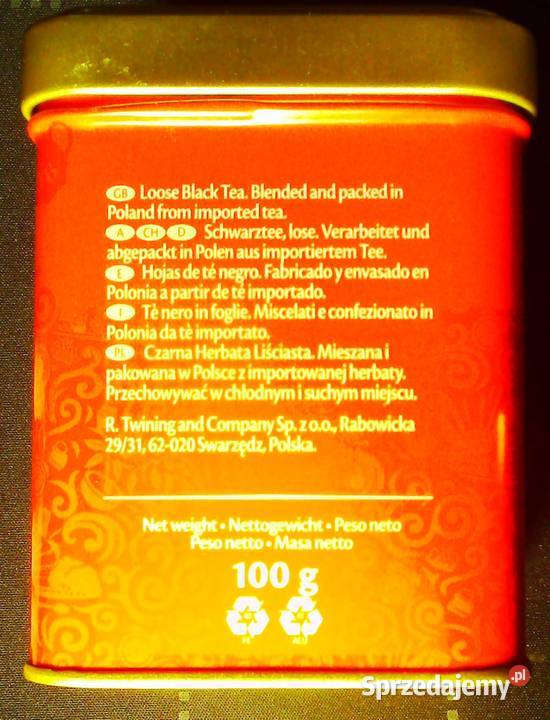 GB Loose Black Tea. Blended and packed in
Poland from imported tea.
A CH D Schwarztee, lose. Verarbeitet und
abgepackt in Polen aus importiertem Tee.
E Hojas de té negro. Fabricado y envasado en
Polonia a partir de té importado.
I Tè nero in foglie. Miscelati e confezionato in
Polonia da tè importato.
PL Czarna Herbata Liściasta. Mieszana i
pakowana w Polsce z importowanej herbaty.
Przechowywać w chłodnym i suchym miejscu.
R. Twining and Company Sp. z o.o., Rabowicka
29/31, 62-020 Swarzędz, Polska.
Net weight • Nettogewicht • Peso neto
Peso netto • Masa netto
100 g
FE ALU
Sprzedajemy.pl